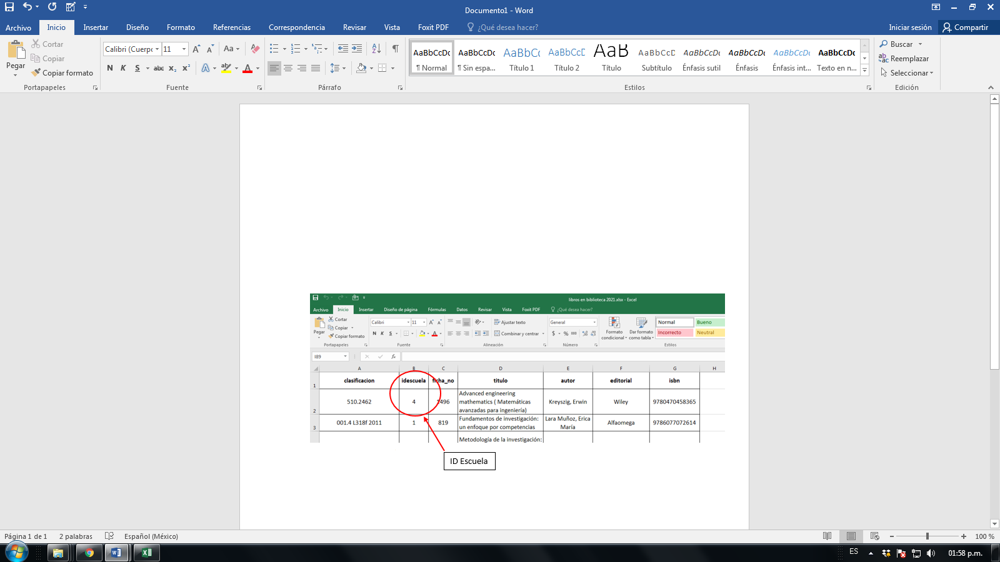 Documento1 - Word
Archivo Inicio Insertar Diseño Formato Referencias Correspondencia Revisar Vista Foxit PDF ¿Qué desea hacer? Iniciar sesión Compartir
Pegar
Cortar
Copiar
Copiar formato
Portapapeles
Calibri (Cuerpo 11
Aa
N K S abc x₂ x² A aby A
Fuente
Párrafo
AaBbCcDc AaBbCcDc AaBbCc AaBbCcD AaB AaBbCcD AaBbCcDc AaBbCcDc AaBbCcDc AaBbCcDc
¶ Normal ¶ Sin espa... Título 1 Título 2 Título Subtítulo Énfasis sutil Énfasis Énfasis int... Texto en n...
Estilos
Buscar
Reemplazar
Seleccionar
Edición
libros en biblioteca 2021.xlsx - Excel
Archivo Inicio Insertar Diseño de página Fórmulas Datos Revisar Vista Foxit PDF ¿Qué desea hacer?
Pegar
Cortar
Copiar
Copiar formato
Portapapeles
Calibri 11
N K S
Fuente
Ajustar texto
Combinar y centrar
Alineación
General
$ % 000
Número
Formato condicional
Dar formato como tabla
Normal Bueno
Incorrecto Neutral
Estilos
I89 fx
A B C D E F G H
1 clasificacion idescuela ficha_no titulo autor editorial isbn
2 510.2462 4 2496 Advanced engineering mathematics ( Matemáticas avanzadas para ingeniería) Kreyszig, Erwin Wiley 9780470458365
3 001.4 L318f 2011 1 819 Fundamentos de investigación: un enfoque por competencias Lara Muñoz, Erica María Alfaomega 9786077072614
Metodología de la investigación:
ID Escuela
Página 1 de 1 2 palabras Español (México) 100 %
ES 01:58 p.m.